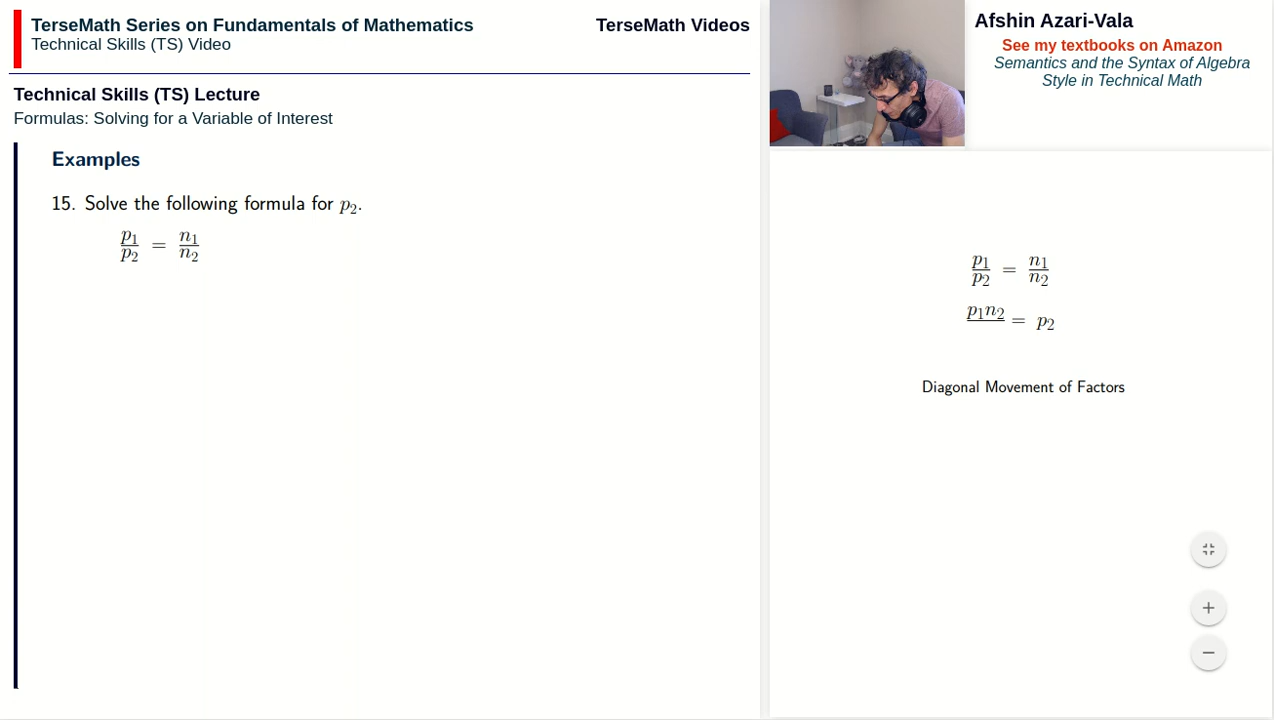 TerseMath Series on Fundamentals of Mathematics
TerseMath Videos
Technical Skills (TS) Video
Technical Skills (TS) Lecture
Formulas: Solving for a Variable of Interest
Examples
15. Solve the following formula for p₂.
p₁/p₂ = n₁/n₂
Afshin Azari-Vala
See my textbooks on Amazon
Semantics and the Syntax of Algebra
Style in Technical Math
p₁/p₂ = n₁/n₂
p₁n₂/ = p₂
Diagonal Movement of Factors